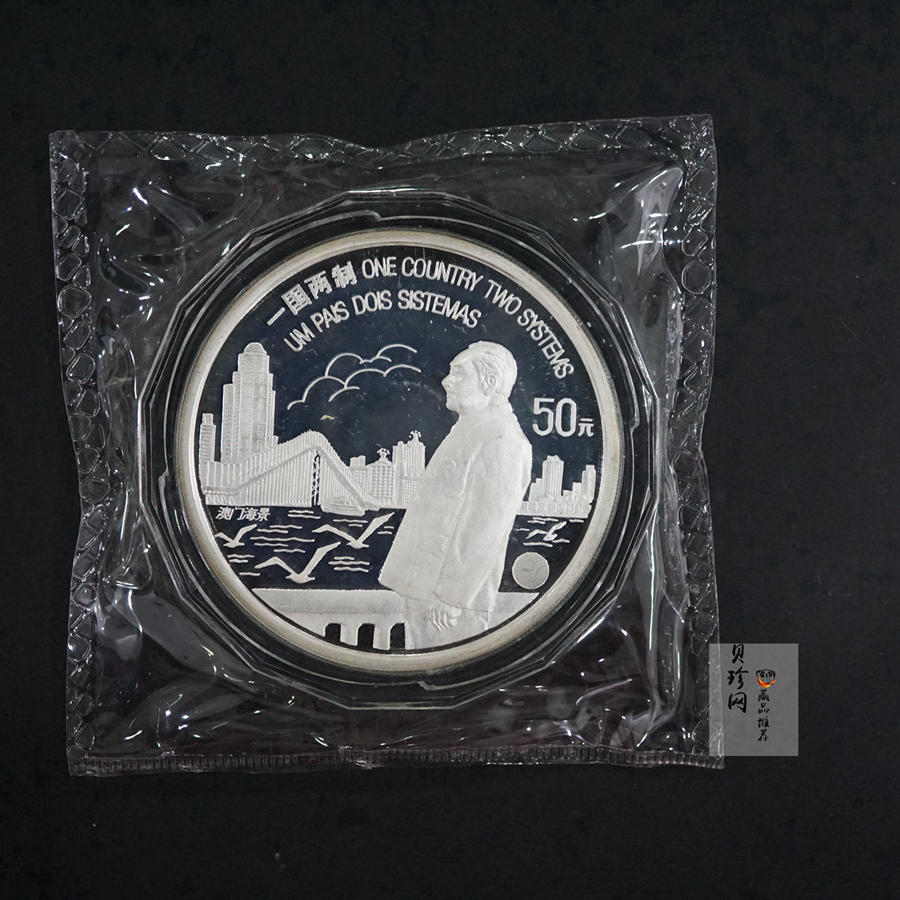 一国两制 ONE COUNTRY TWO SYSTEMS
UM PAIS DOIS SISTEMAS
50元
澳门海景
贝珍网
藏品推荐